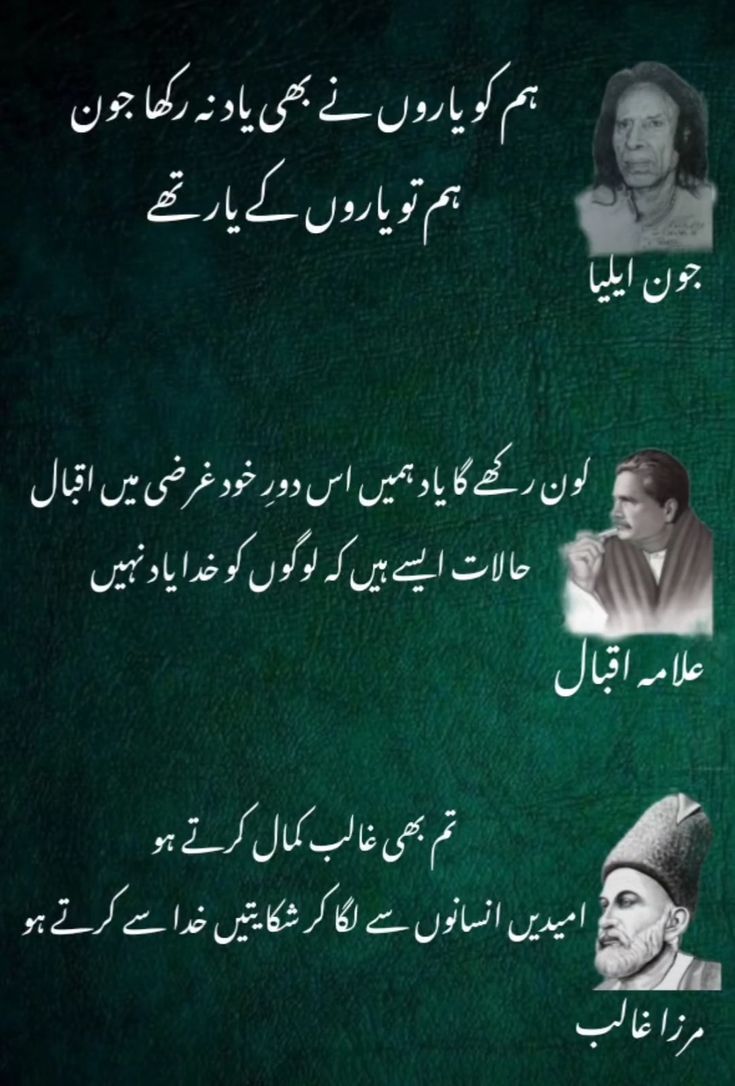 ہم کو یاروں نے بھی یاد نہ رکھا جون
ہم تو یاروں کے یار تھے
جون ایلیا
لون رکھے گا یاد ہمیں اس دورِ خود غرضی میں اقبال
حالات ایسے ہیں کہ لوگوں کو خدا یاد نہیں
علامہ اقبال
تم بھی غالب کمال کرتے ہو
امیدیں انسانوں سے لگا کر شکایتیں خدا سے کرتے ہو
مرزا غالب